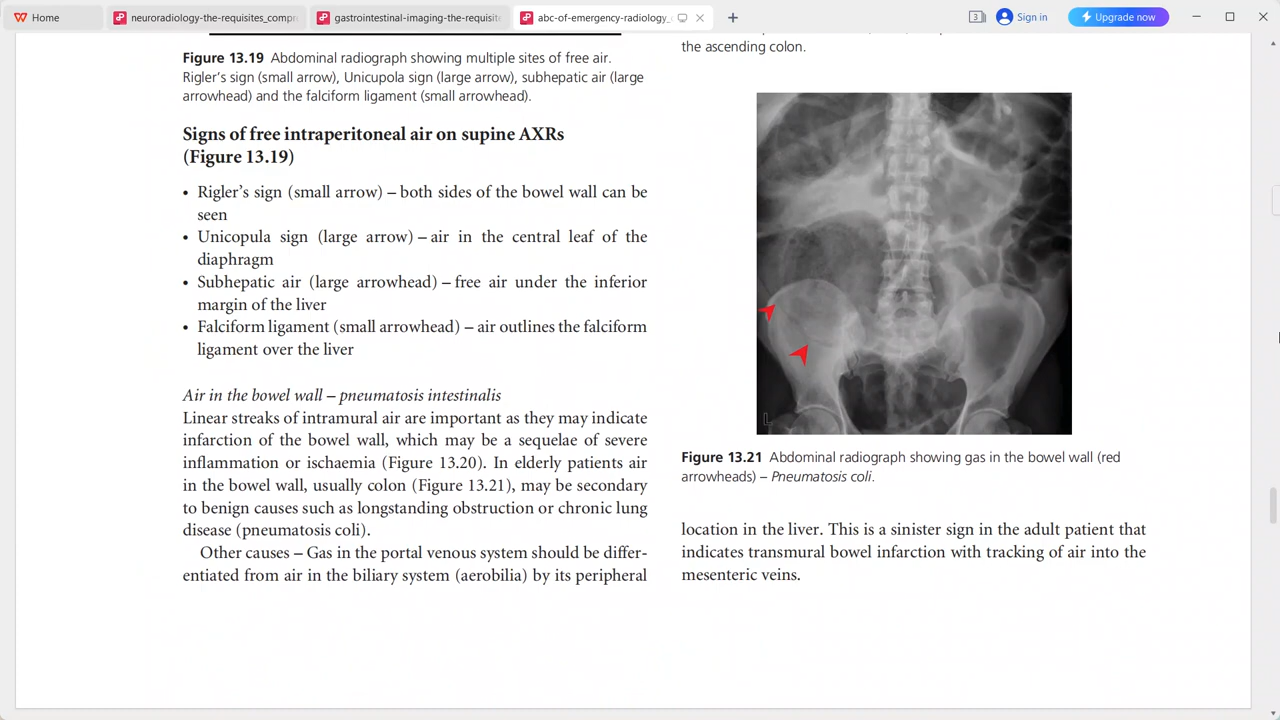 Home
neuroradiology-the-requisites_compr
gastrointestinal-imaging-the-requisite
abc-of-emergency-radiology_
3
Sign in
Upgrade now
Figure 13.19 Abdominal radiograph showing multiple sites of free air.
Rigler's sign (small arrow), Unicupola sign (large arrow), subhepatic air (large
arrowhead) and the falciform ligament (small arrowhead).
Signs of free intraperitoneal air on supine AXRs
(Figure 13.19)
• Rigler's sign (small arrow) – both sides of the bowel wall can be
seen
• Unicopula sign (large arrow) – air in the central leaf of the
diaphragm
• Subhepatic air (large arrowhead) – free air under the inferior
margin of the liver
• Falciform ligament (small arrowhead) – air outlines the falciform
ligament over the liver
Air in the bowel wall – pneumatosis intestinalis
Linear streaks of intramural air are important as they may indicate
infarction of the bowel wall, which may be a sequelae of severe
inflammation or ischaemia (Figure 13.20). In elderly patients air
in the bowel wall, usually colon (Figure 13.21), may be secondary
to benign causes such as longstanding obstruction or chronic lung
disease (pneumatosis coli).
Other causes – Gas in the portal venous system should be differ-
entiated from air in the biliary system (aerobilia) by its peripheral
the ascending colon.
L
Figure 13.21 Abdominal radiograph showing gas in the bowel wall (red
arrowheads) – Pneumatosis coli.
location in the liver. This is a sinister sign in the adult patient that
indicates transmural bowel infarction with tracking of air into the
mesenteric veins.